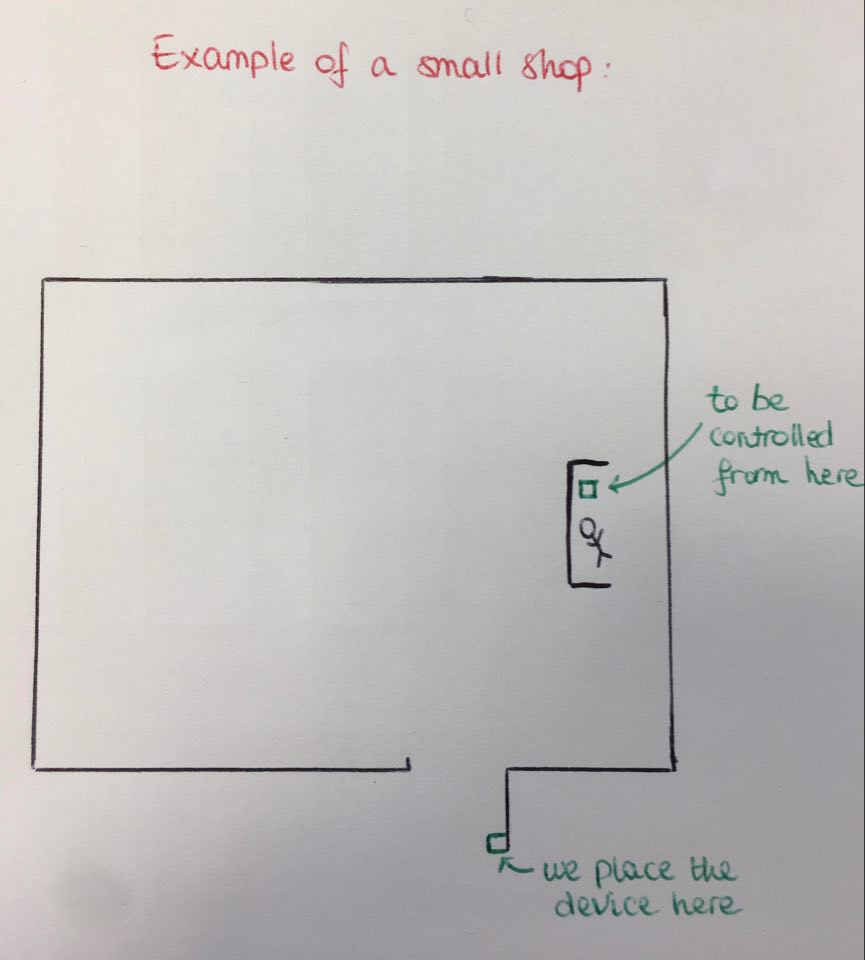 Example of a small shop:
to be
controlled
from here
we place the
device here